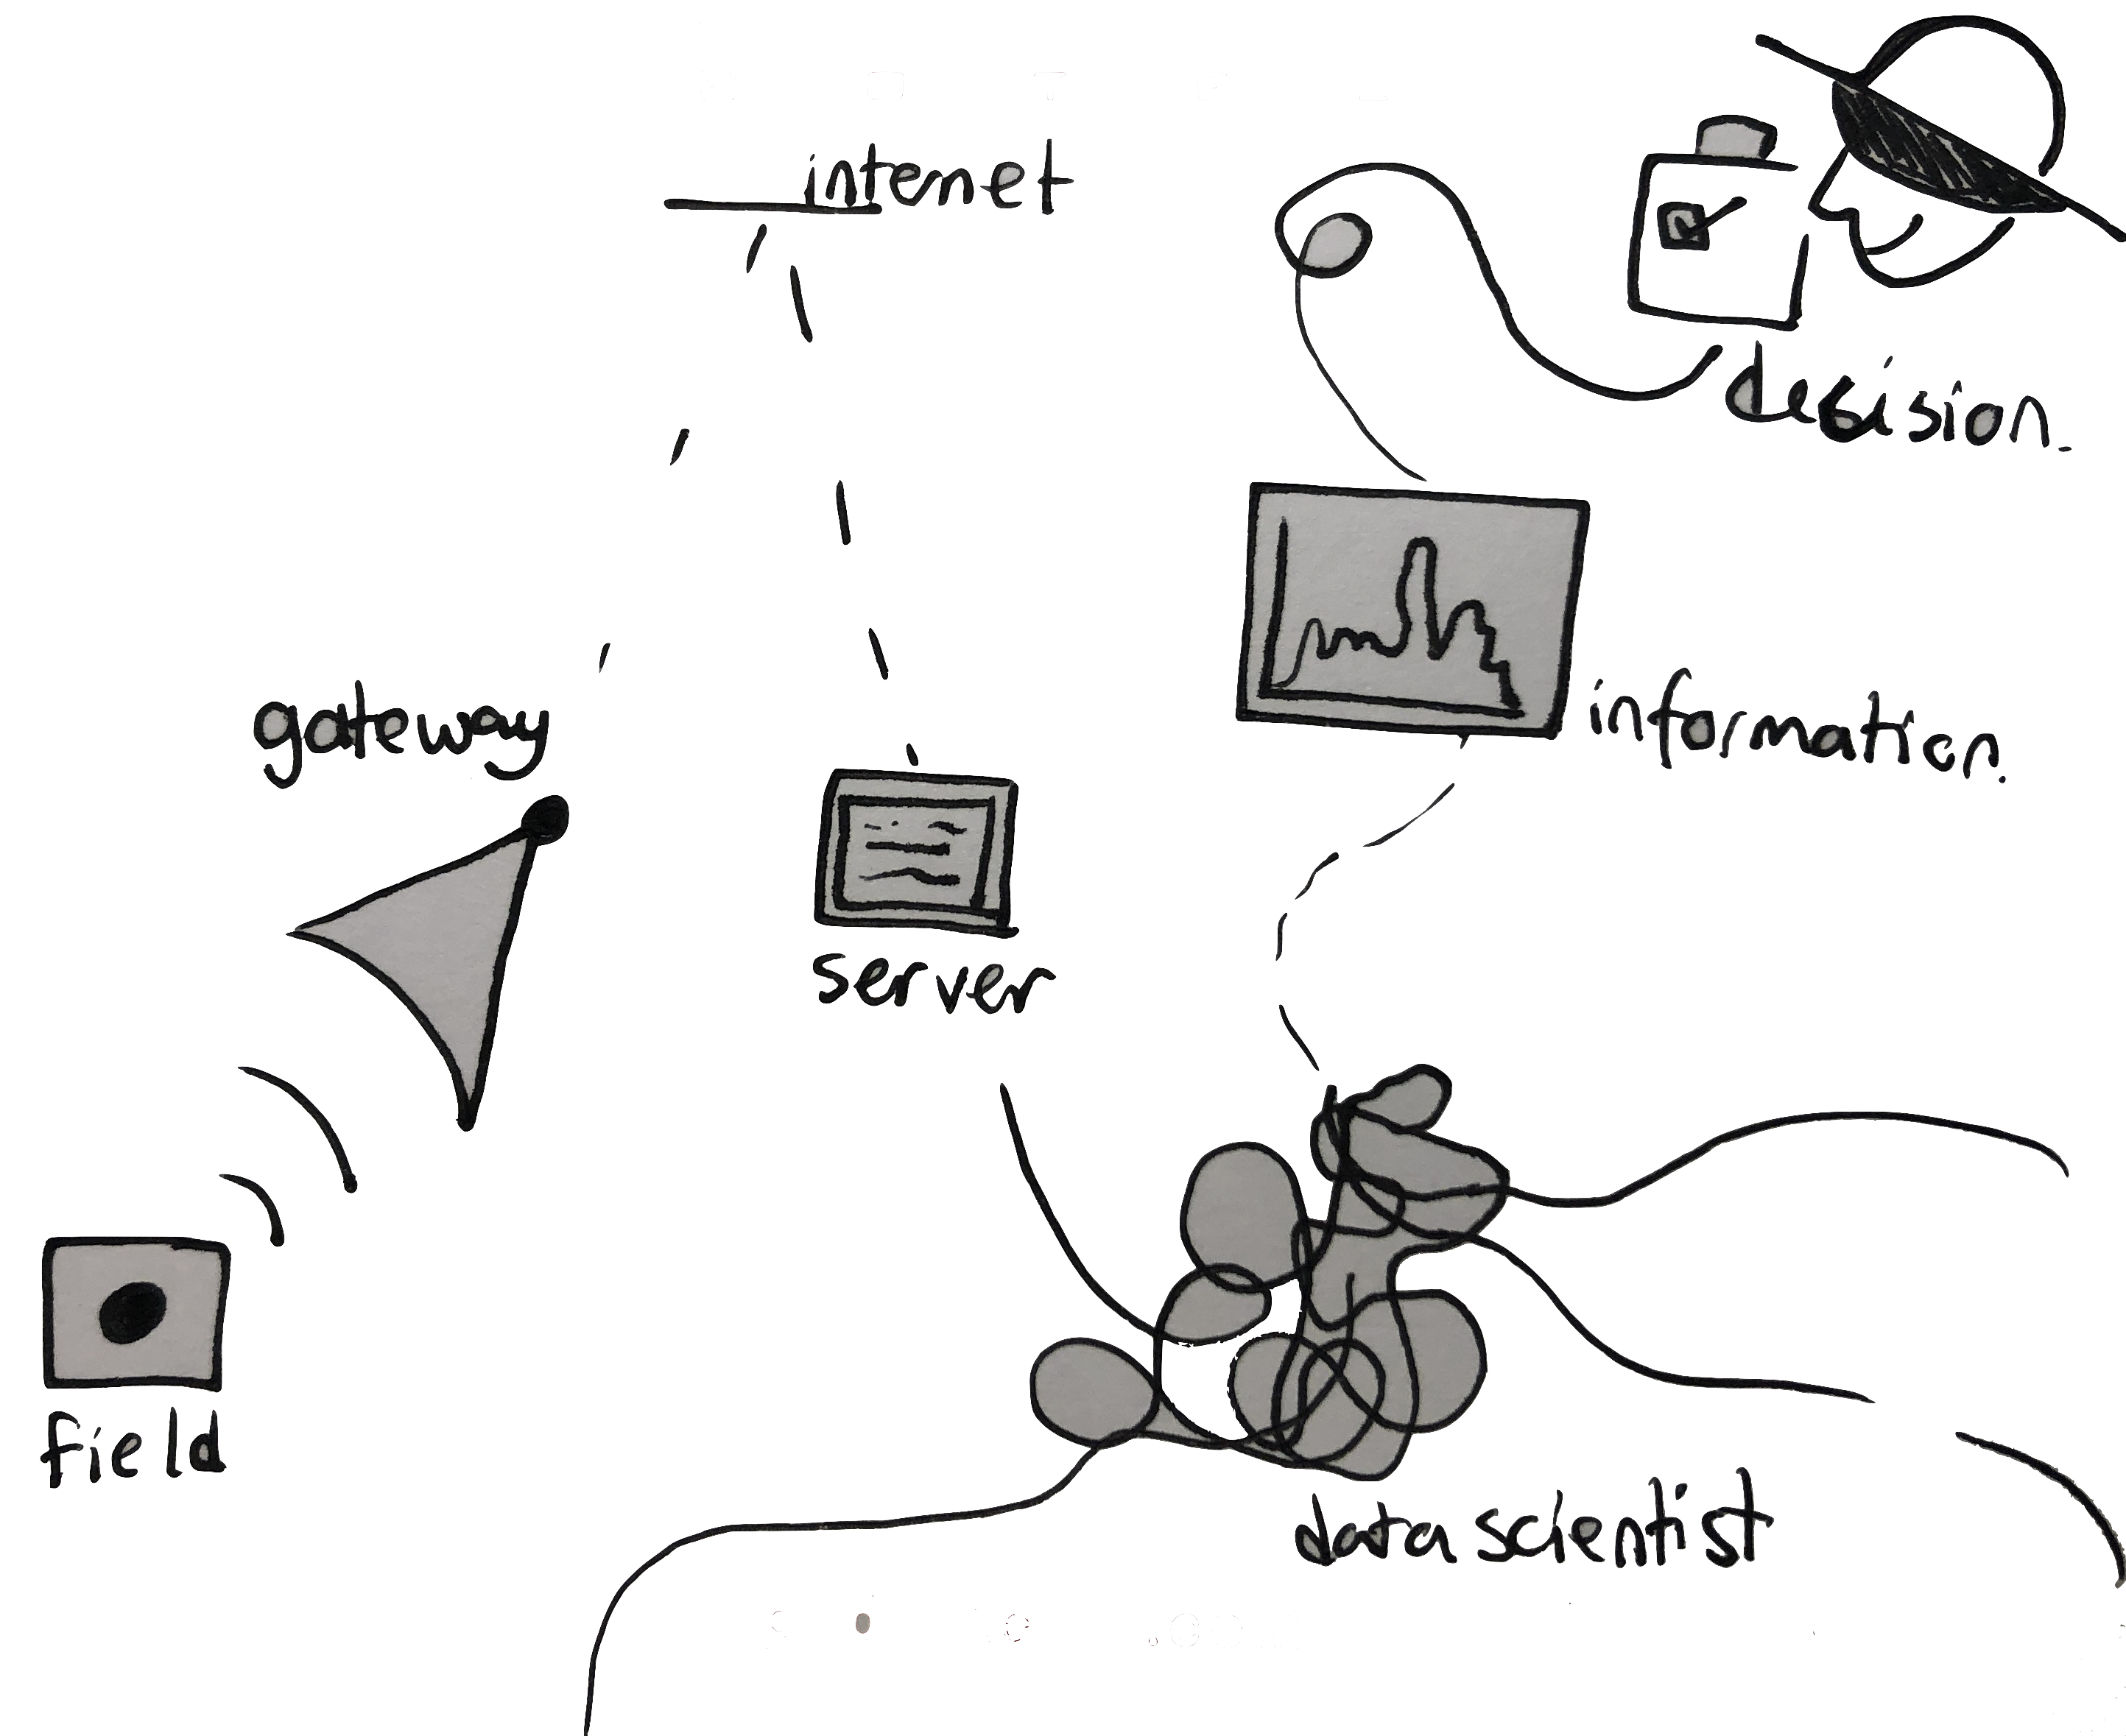 internet
decision.
gateway
information.
server
field
data scientist